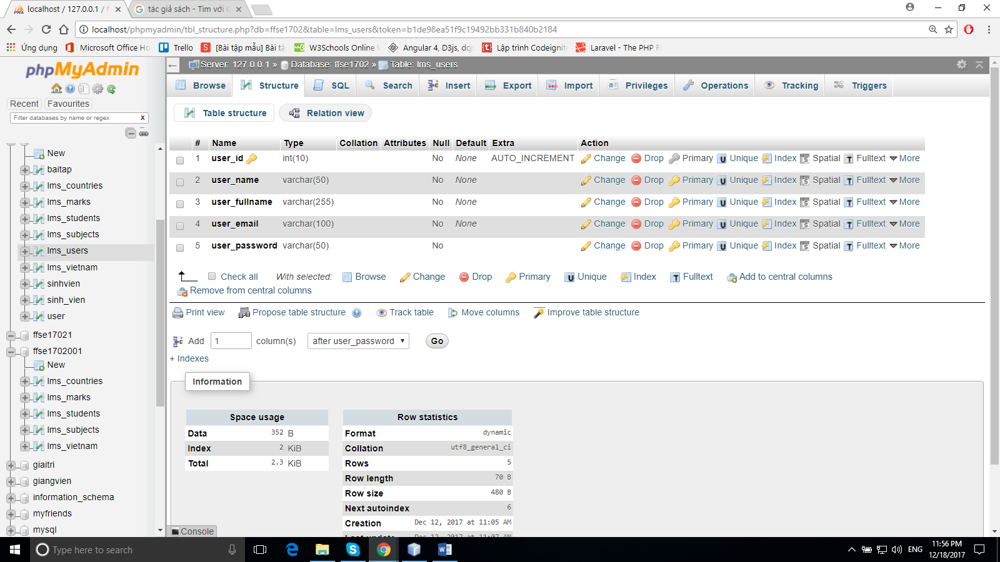 localhost / 127.0.0.1 / f
tác giả sách - Tìm với G
localhost/phpmyadmin/tbl_structure.php?db=ffse1702&table=lms_users&token=b1de98ea51f9c19492bb331b840b2184
Ứng dụng Microsoft Office Ho Trello [Bài tập mẫu] Bài tậ W3Schools Online Angular 4, D3js, dcjs Lập trình Codeignite Laravel - The PHP F
phpMyAdmin
Recent Favourites
Filter databases by name or regex X
New
baitap
lms_countries
lms_marks
lms_students
lms_subjects
lms_users
lms_vietnam
sinhvien
sinh_vien
user
ffse17021
ffse1702001
New
lms_countries
lms_marks
lms_students
lms_subjects
lms_vietnam
giaitri
giangvien
information_schema
myfriends
mysql
Server: 127.0.0.1 » Database: ffse1702 » Table: lms_users
Browse Structure SQL Search Insert Export Import Privileges Operations Tracking Triggers
Table structure Relation view
# Name Type Collation Attributes Null Default Extra Action
1 user_id int(10) No None AUTO_INCREMENT Change Drop Primary Unique Index Spatial Fulltext More
2 user_name varchar(50) No None Change Drop Primary Unique Index Spatial Fulltext More
3 user_fullname varchar(255) No None Change Drop Primary Unique Index Spatial Fulltext More
4 user_email varchar(100) No None Change Drop Primary Unique Index Spatial Fulltext More
5 user_password varchar(50) No Change Drop Primary Unique Index Spatial Fulltext More
Check all With selected: Browse Change Drop Primary Unique Index Fulltext Add to central columns
Remove from central columns
Print view Propose table structure Track table Move columns Improve table structure
Add 1 column(s) after user_password Go
+ Indexes
Information
Space usage
Data 352 B
Index 2 KiB
Total 2.3 KiB
Row statistics
Format dynamic
Collation utf8_general_ci
Rows 5
Row length 70 B
Row size 480 B
Next autoindex 6
Creation Dec 12, 2017 at 11:05 AM
Last update Dec 12, 2017 at 11:07 AM
Console
Type here to search
ENG
11:56 PM
12/18/2017